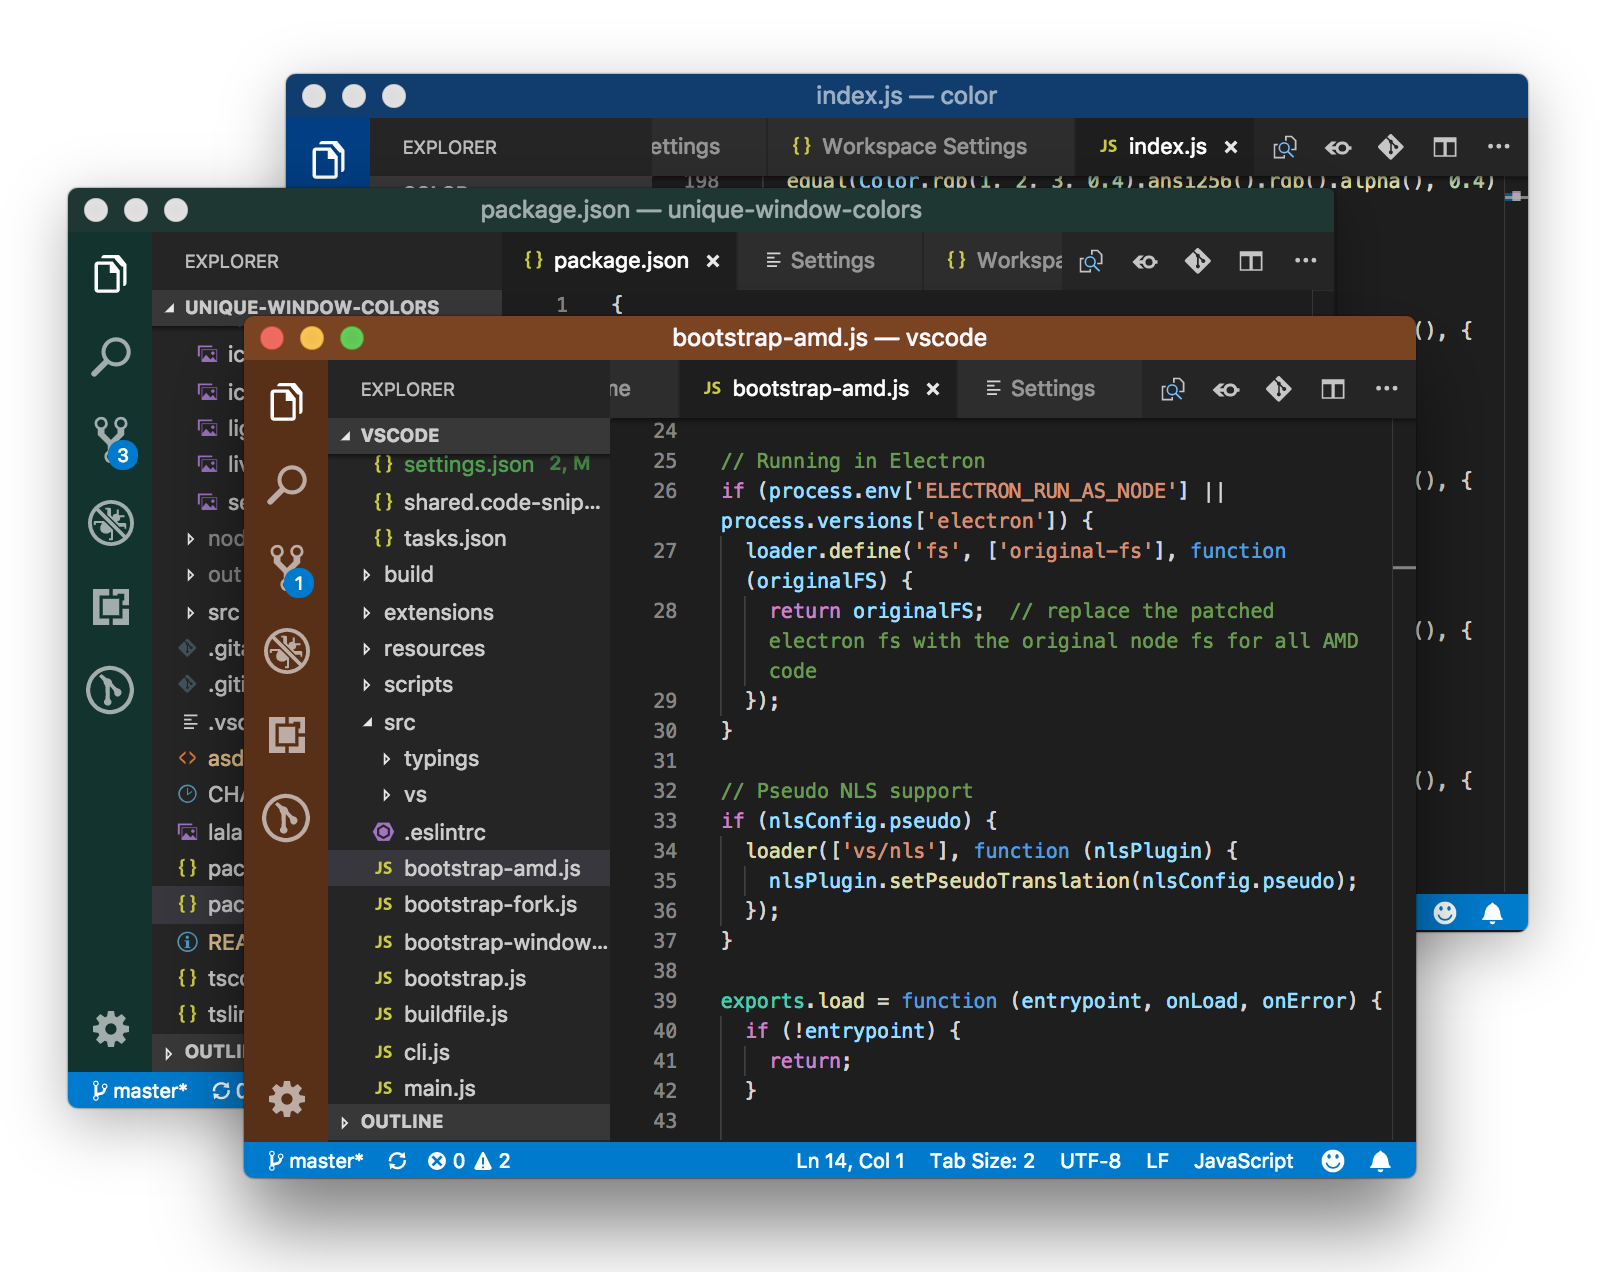 index.js — color
EXPLORER
ettings
{} Workspace Settings
JS index.js ×
198 equal(Color.rgb(1, 2, 3, 0.4).ansi256().rgb().alpha(), 0.4)
(), {
(), {
(), {
(), {
package.json — unique-window-colors
EXPLORER
{} package.json ×
Settings
{} Workspa
UNIQUE-WINDOW-COLORS
1 {
ic
ic
lig
liv
se
nod
out
src
.gita
.giti
.vsc
<> asd
CHA
lala
{} pac
{} pac
REA
{} tsco
{} tslin
OUTLI
3
master*
bootstrap-amd.js — vscode
EXPLORER
me
JS bootstrap-amd.js ×
Settings
VSCODE
{} settings.json 2, M
{} shared.code-snip...
{} tasks.json
build
extensions
resources
scripts
src
typings
vs
.eslintrc
JS bootstrap-amd.js
JS bootstrap-fork.js
JS bootstrap-window...
JS bootstrap.js
JS buildfile.js
JS cli.js
JS main.js
OUTLINE
1
24
25 // Running in Electron
26 if (process.env['ELECTRON_RUN_AS_NODE'] ||
process.versions['electron']) {
27 loader.define('fs', ['original-fs'], function
(originalFS) {
28 return originalFS;  // replace the patched
electron fs with the original node fs for all AMD
code
29 });
30 }
31
32 // Pseudo NLS support
33 if (nlsConfig.pseudo) {
34 loader(['vs/nls'], function (nlsPlugin) {
35 nlsPlugin.setPseudoTranslation(nlsConfig.pseudo);
36 });
37 }
38
39 exports.load = function (entrypoint, onLoad, onError) {
40 if (!entrypoint) {
41 return;
42 }
43
master* 0 2 Ln 14, Col 1 Tab Size: 2 UTF-8 LF JavaScript